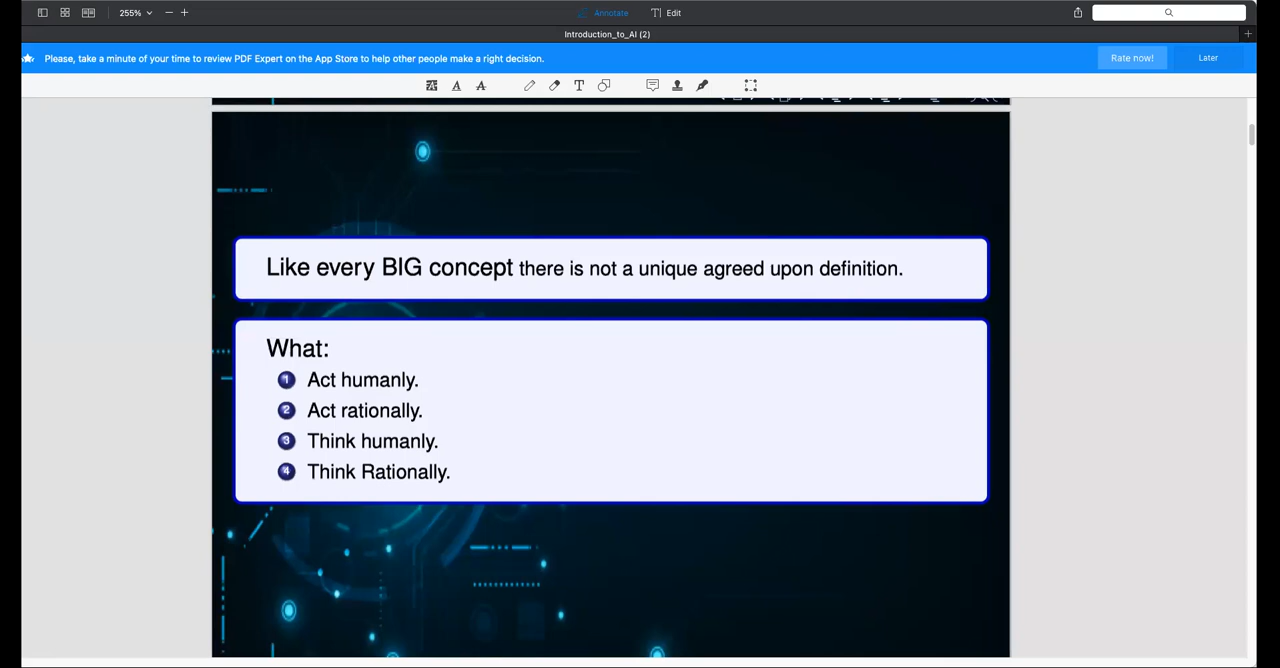 255%
Annotate
Edit
Introduction_to_AI (2)
Please, take a minute of your time to review PDF Expert on the App Store to help other people make a right decision.
Rate now!
Later
Like every BIG concept there is not a unique agreed upon definition.
What:
1 Act humanly.
2 Act rationally.
3 Think humanly.
4 Think Rationally.